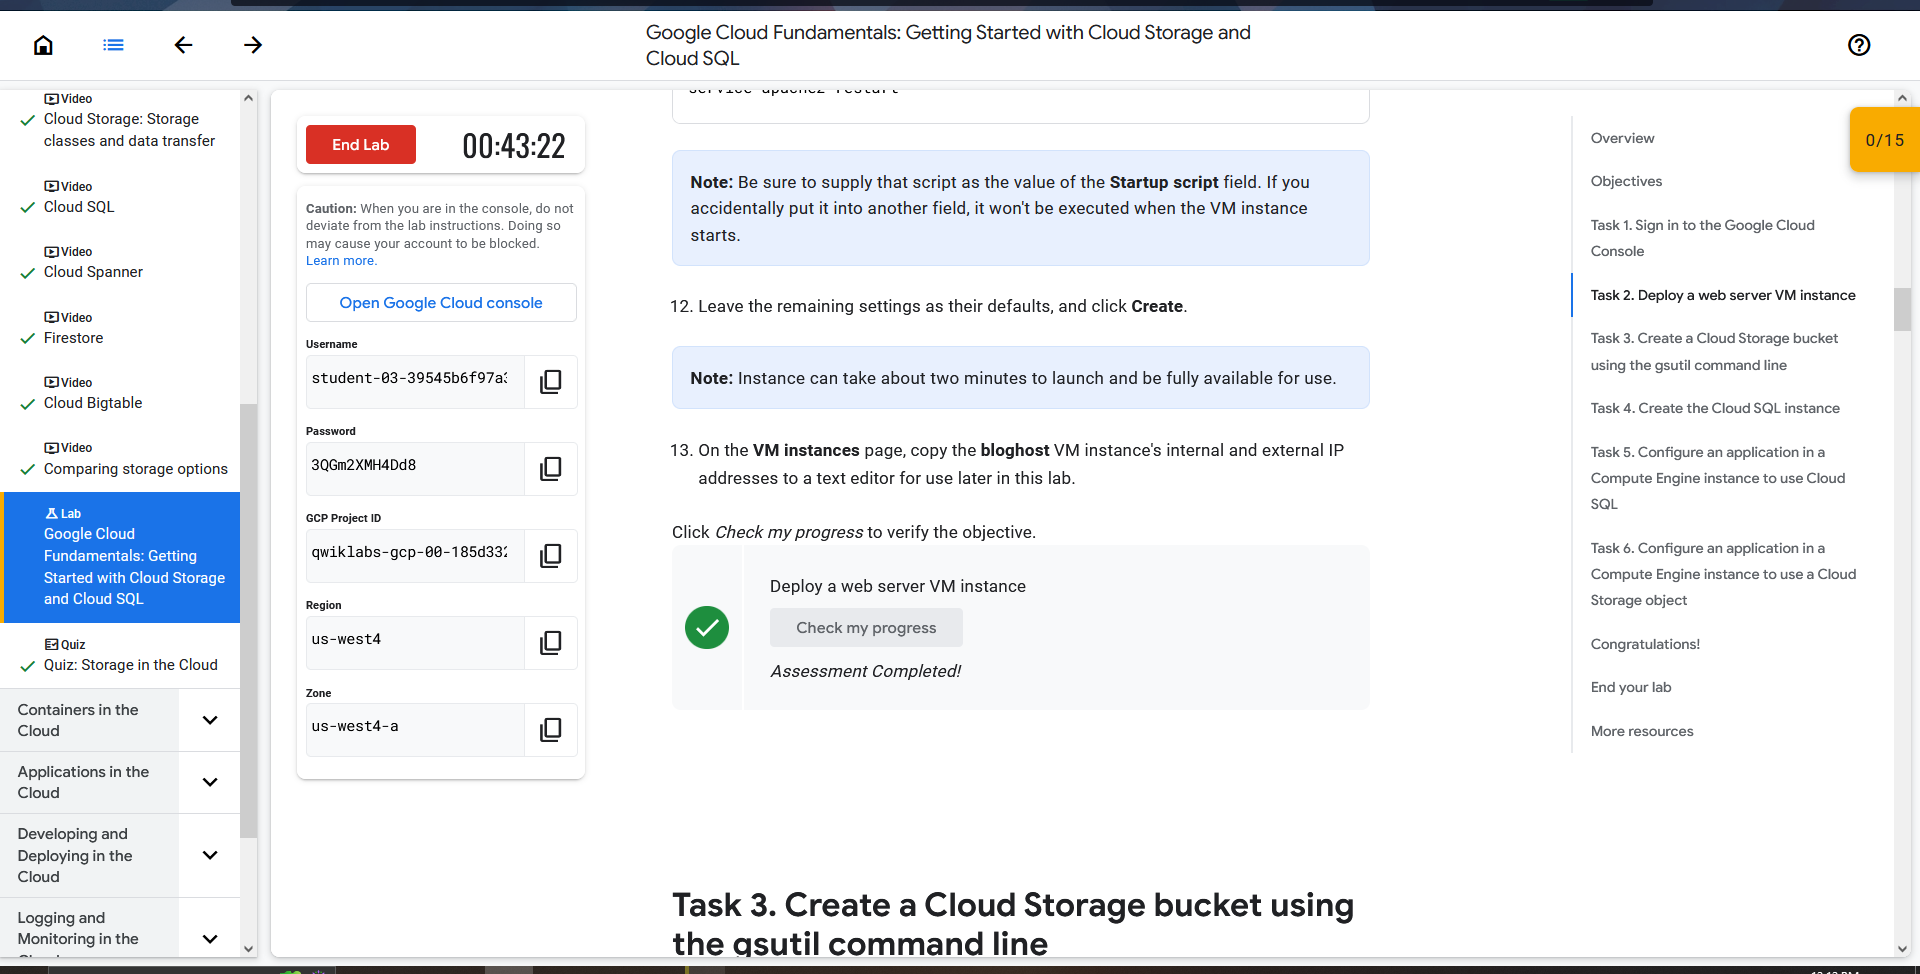 Google Cloud Fundamentals: Getting Started with Cloud Storage and
Cloud SQL
Video
Cloud Storage: Storage
classes and data transfer
Video
Cloud SQL
Video
Cloud Spanner
Video
Firestore
Video
Cloud Bigtable
Video
Comparing storage options
Lab
Google Cloud
Fundamentals: Getting
Started with Cloud Storage
and Cloud SQL
Quiz
Quiz: Storage in the Cloud
Containers in the
Cloud
Applications in the
Cloud
Developing and
Deploying in the
Cloud
Logging and
Monitoring in the
End Lab
00:43:22
Caution: When you are in the console, do not
deviate from the lab instructions. Doing so
may cause your account to be blocked.
Learn more.
Open Google Cloud console
Username
student-03-39545b6f97a3
Password
3QGm2XMH4Dd8
GCP Project ID
qwiklabs-gcp-00-185d332
Region
us-west4
Zone
us-west4-a
service apache2 restart
Note: Be sure to supply that script as the value of the Startup script field. If you
accidentally put it into another field, it won't be executed when the VM instance
starts.
12. Leave the remaining settings as their defaults, and click Create.
Note: Instance can take about two minutes to launch and be fully available for use.
13. On the VM instances page, copy the bloghost VM instance's internal and external IP
addresses to a text editor for use later in this lab.
Click Check my progress to verify the objective.
Deploy a web server VM instance
Check my progress
Assessment Completed!
Task 3. Create a Cloud Storage bucket using
the gsutil command line
Overview
Objectives
Task 1. Sign in to the Google Cloud
Console
Task 2. Deploy a web server VM instance
Task 3. Create a Cloud Storage bucket
using the gsutil command line
Task 4. Create the Cloud SQL instance
Task 5. Configure an application in a
Compute Engine instance to use Cloud
SQL
Task 6. Configure an application in a
Compute Engine instance to use a Cloud
Storage object
Congratulations!
End your lab
More resources
0/15